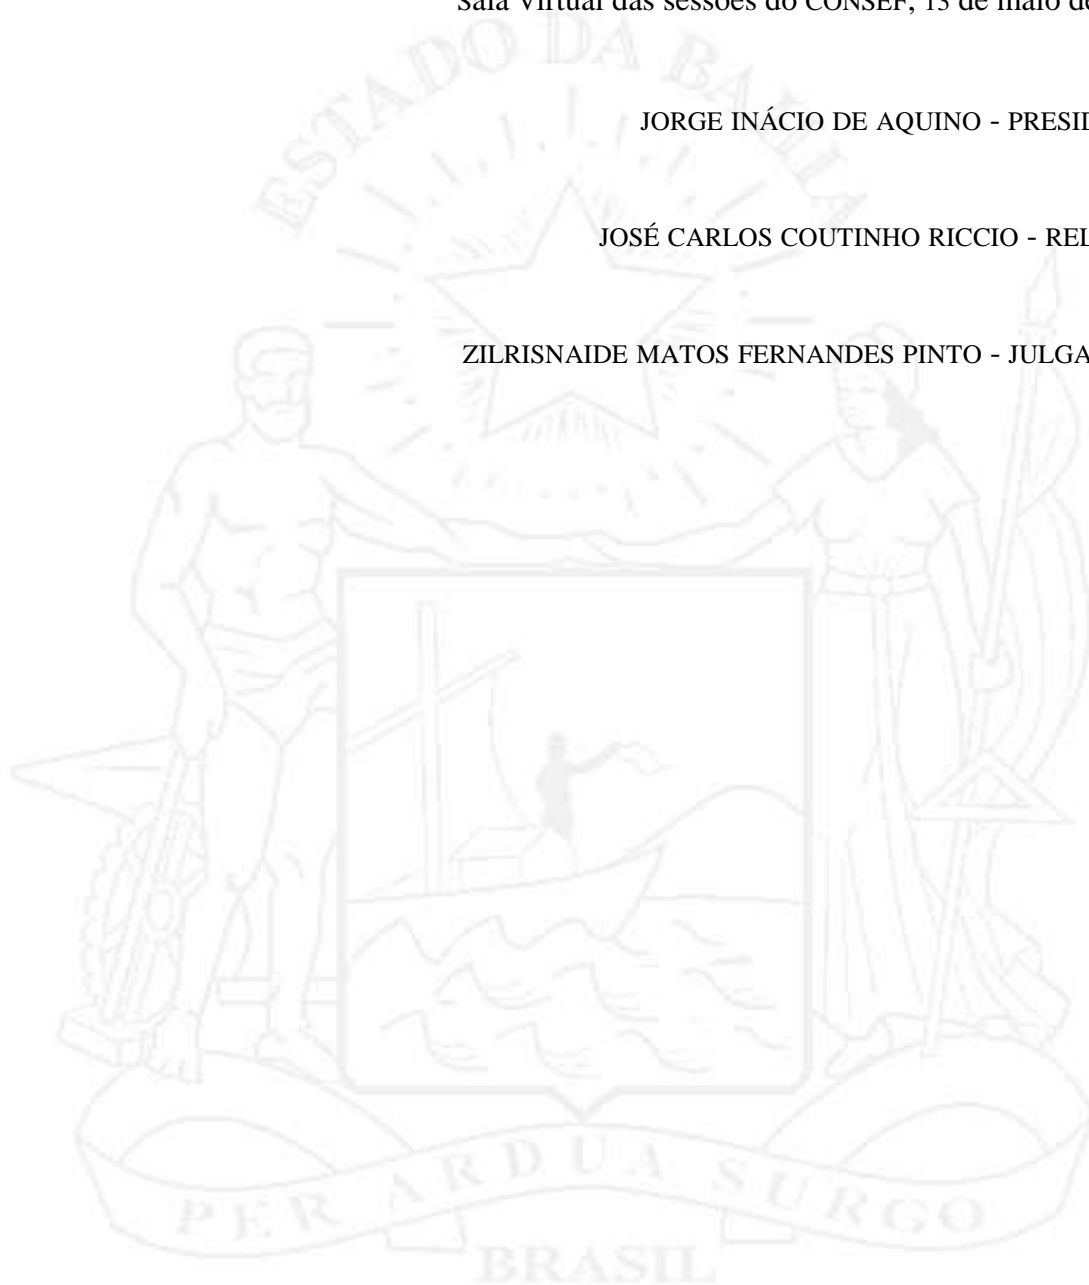 Sala Virtual das sessões do CONSEF, 13 de maio de
JORGE INÁCIO DE AQUINO - PRESID
JOSÉ CARLOS COUTINHO RICCIO - REL
ZILRISNAIDE MATOS FERNANDES PINTO - JULGA
ESTADO DA BAHIA
PER ARDUA SURGO
BRASIL